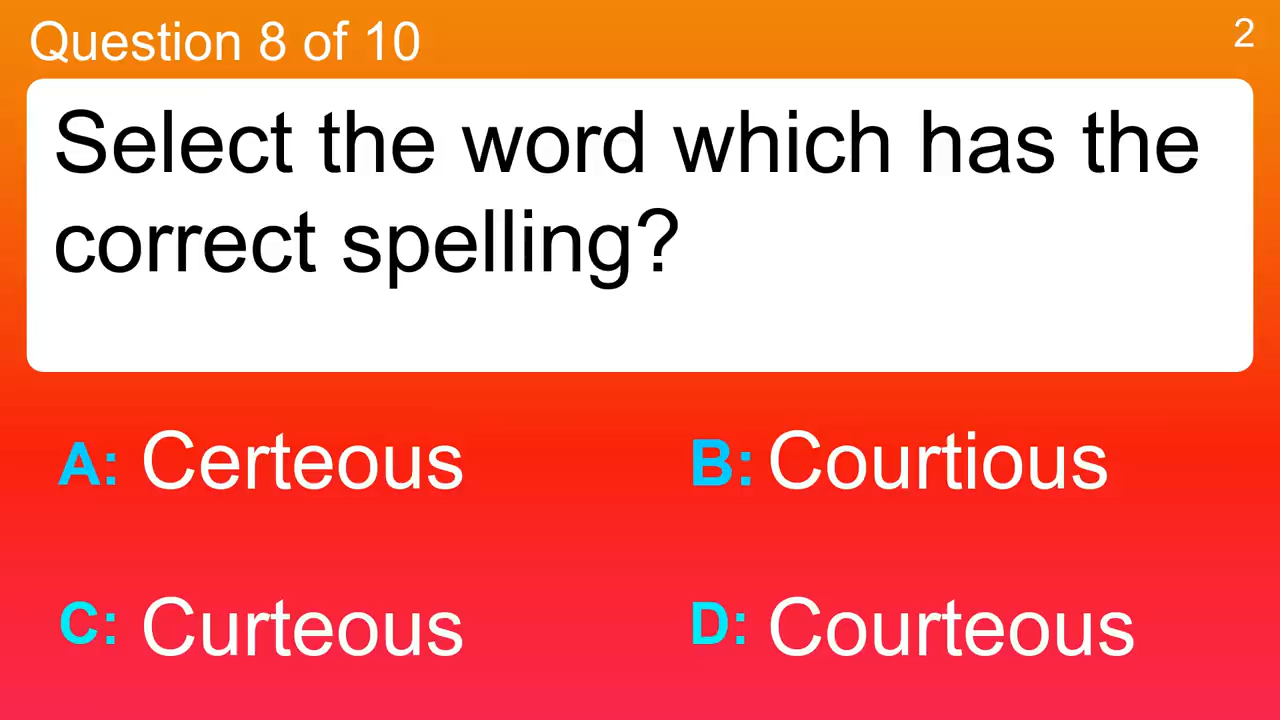 Question 8 of 10
2
Select the word which has the
correct spelling?
A: Certeous
B: Courtious
C: Curteous
D: Courteous